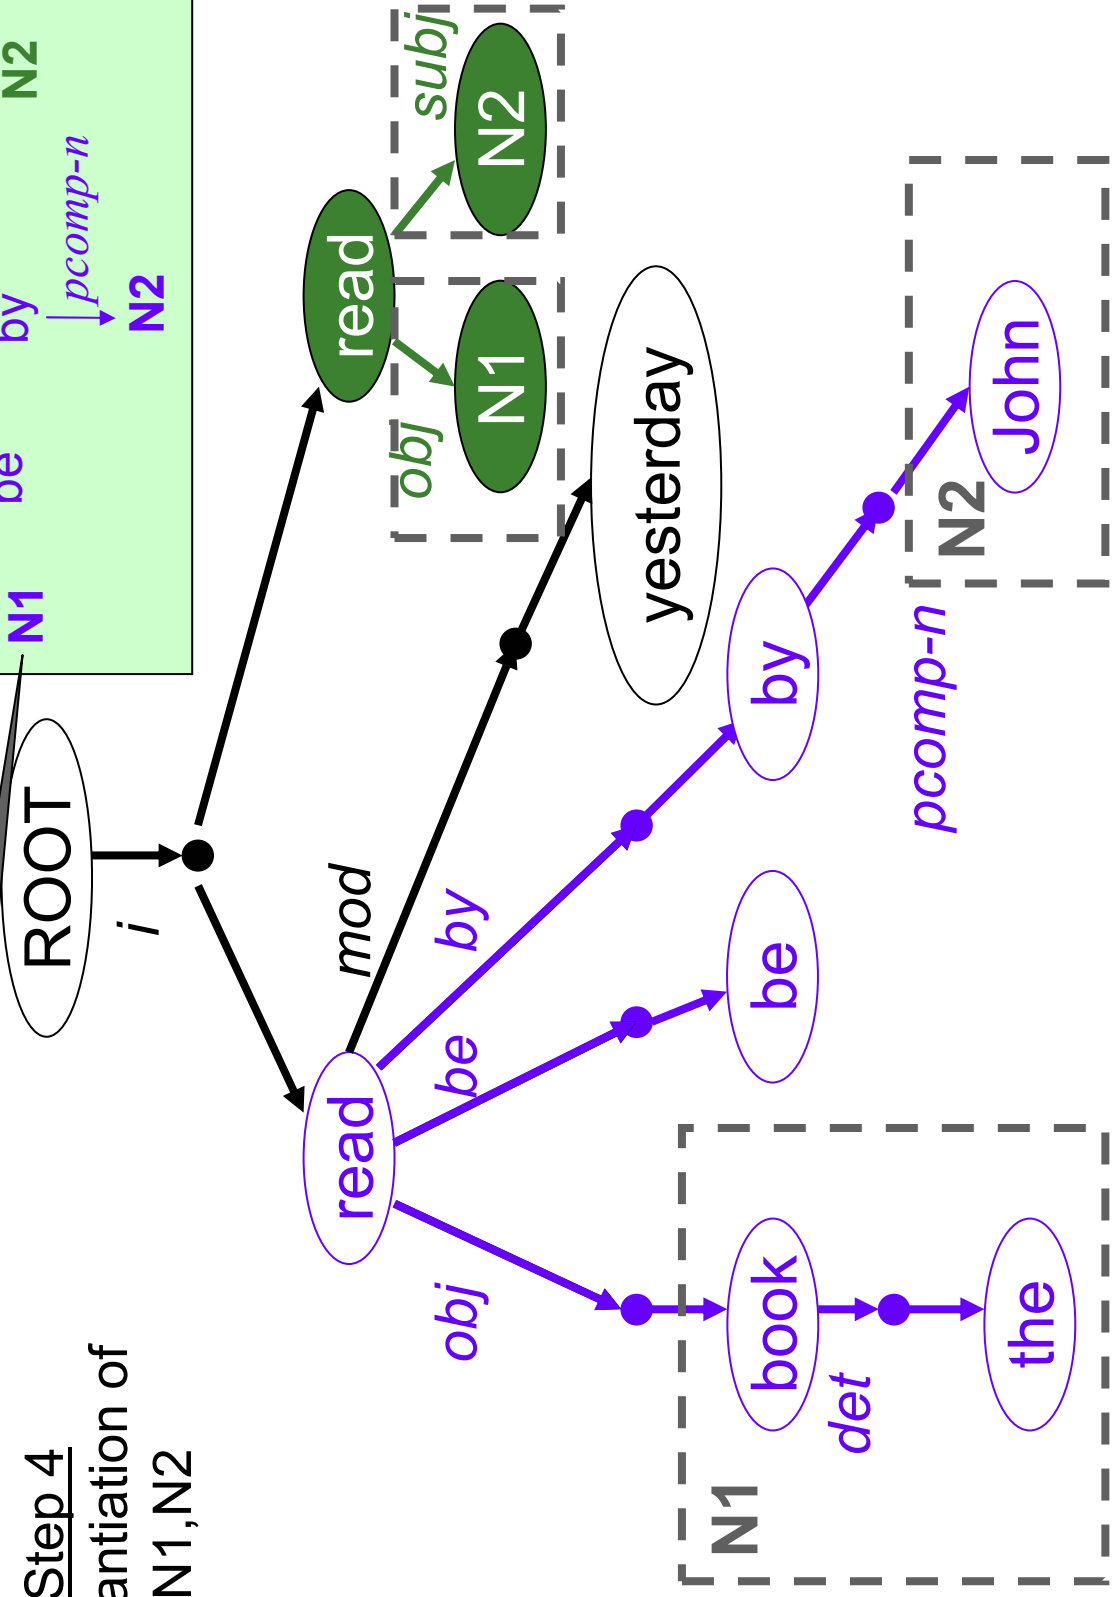 Step 4
antiation of
N1,N2
N1
be
by
N2
pcomp-n
N2
ROOT
i
read
read
mod
obj
subj
N1
N2
obj
be
by
yesterday
N1
book
be
by
det
pcomp-n
N2
the
John